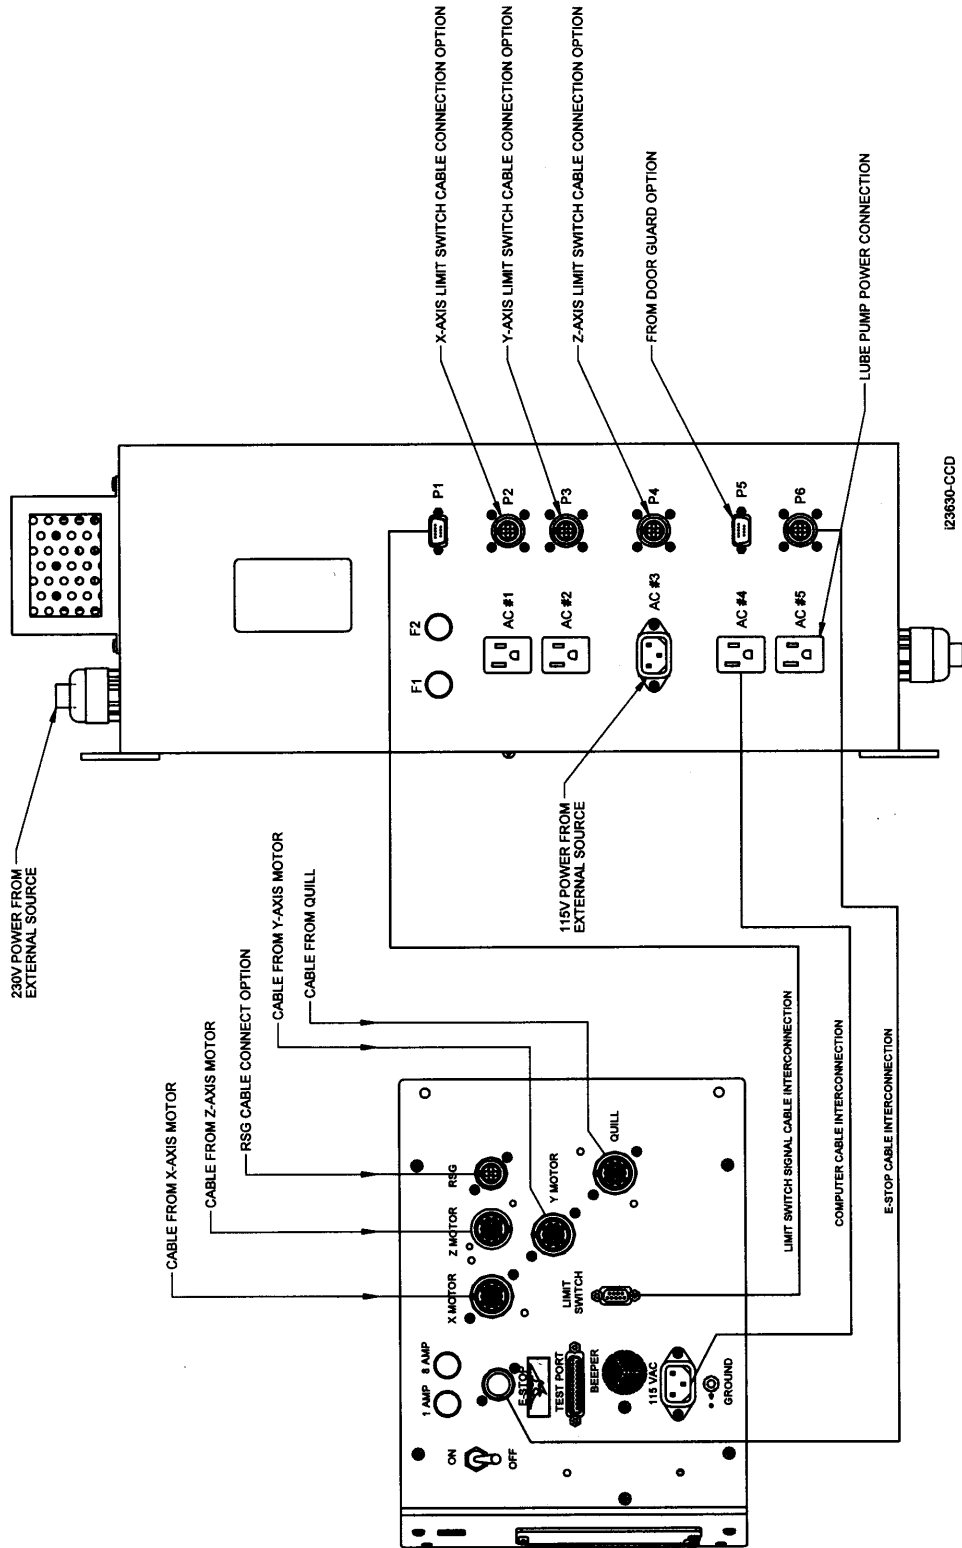 230V POWER FROM
EXTERNAL SOURCE
CABLE FROM X-AXIS MOTOR
CABLE FROM Z-AXIS MOTOR
RSG CABLE CONNECT OPTION
CABLE FROM Y-AXIS MOTOR
CABLE FROM QUILL
115V POWER FROM
EXTERNAL SOURCE
F1
F2
P1
AC #1
P2
AC #2
P3
AC #3
P4
AC #4
P5
AC #5
P6
X-AXIS LIMIT SWITCH CABLE CONNECTION OPTION
Y-AXIS LIMIT SWITCH CABLE CONNECTION OPTION
Z-AXIS LIMIT SWITCH CABLE CONNECTION OPTION
FROM DOOR GUARD OPTION
LUBE PUMP POWER CONNECTION
ON
OFF
1 AMP
8 AMP
X MOTOR
Z MOTOR
RSG
E-STOP
Y MOTOR
TEST PORT
LIMIT
SWITCH
QUILL
BEEPER
115 VAC
GROUND
LIMIT SWITCH SIGNAL CABLE INTERCONNECTION
COMPUTER CABLE INTERCONNECTION
E-STOP CABLE INTERCONNECTION
i23630-CCD